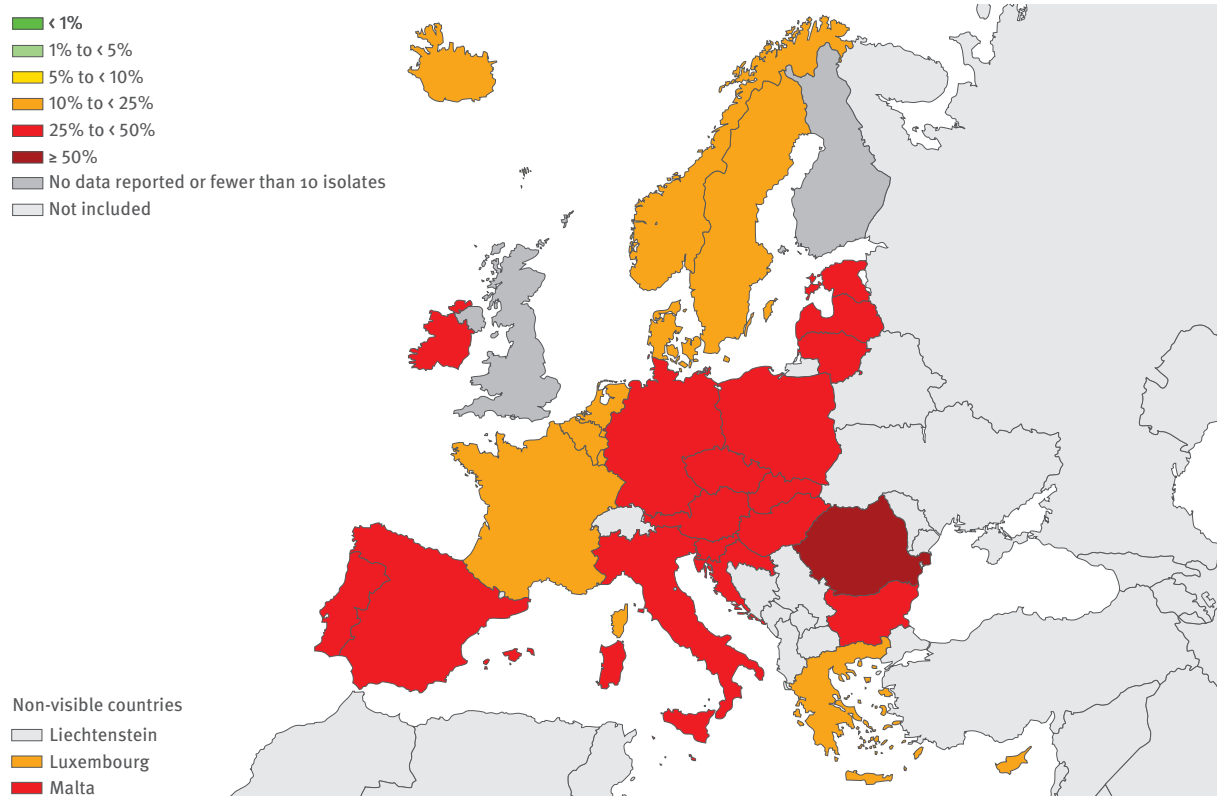 < 1%
1% to < 5%
5% to < 10%
10% to < 25%
25% to < 50%
≥ 50%
No data reported or fewer than 10 isolates
Not included
Non-visible countries
Liechtenstein
Luxembourg
Malta